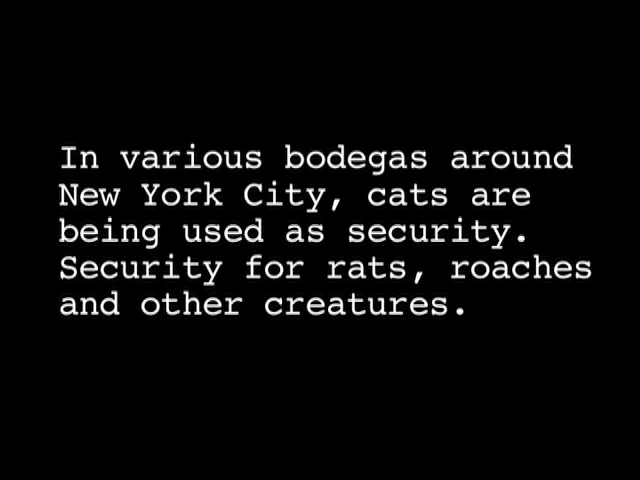 In various bodegas around
New York City, cats are
being used as security.
Security for rats, roaches
and other creatures.